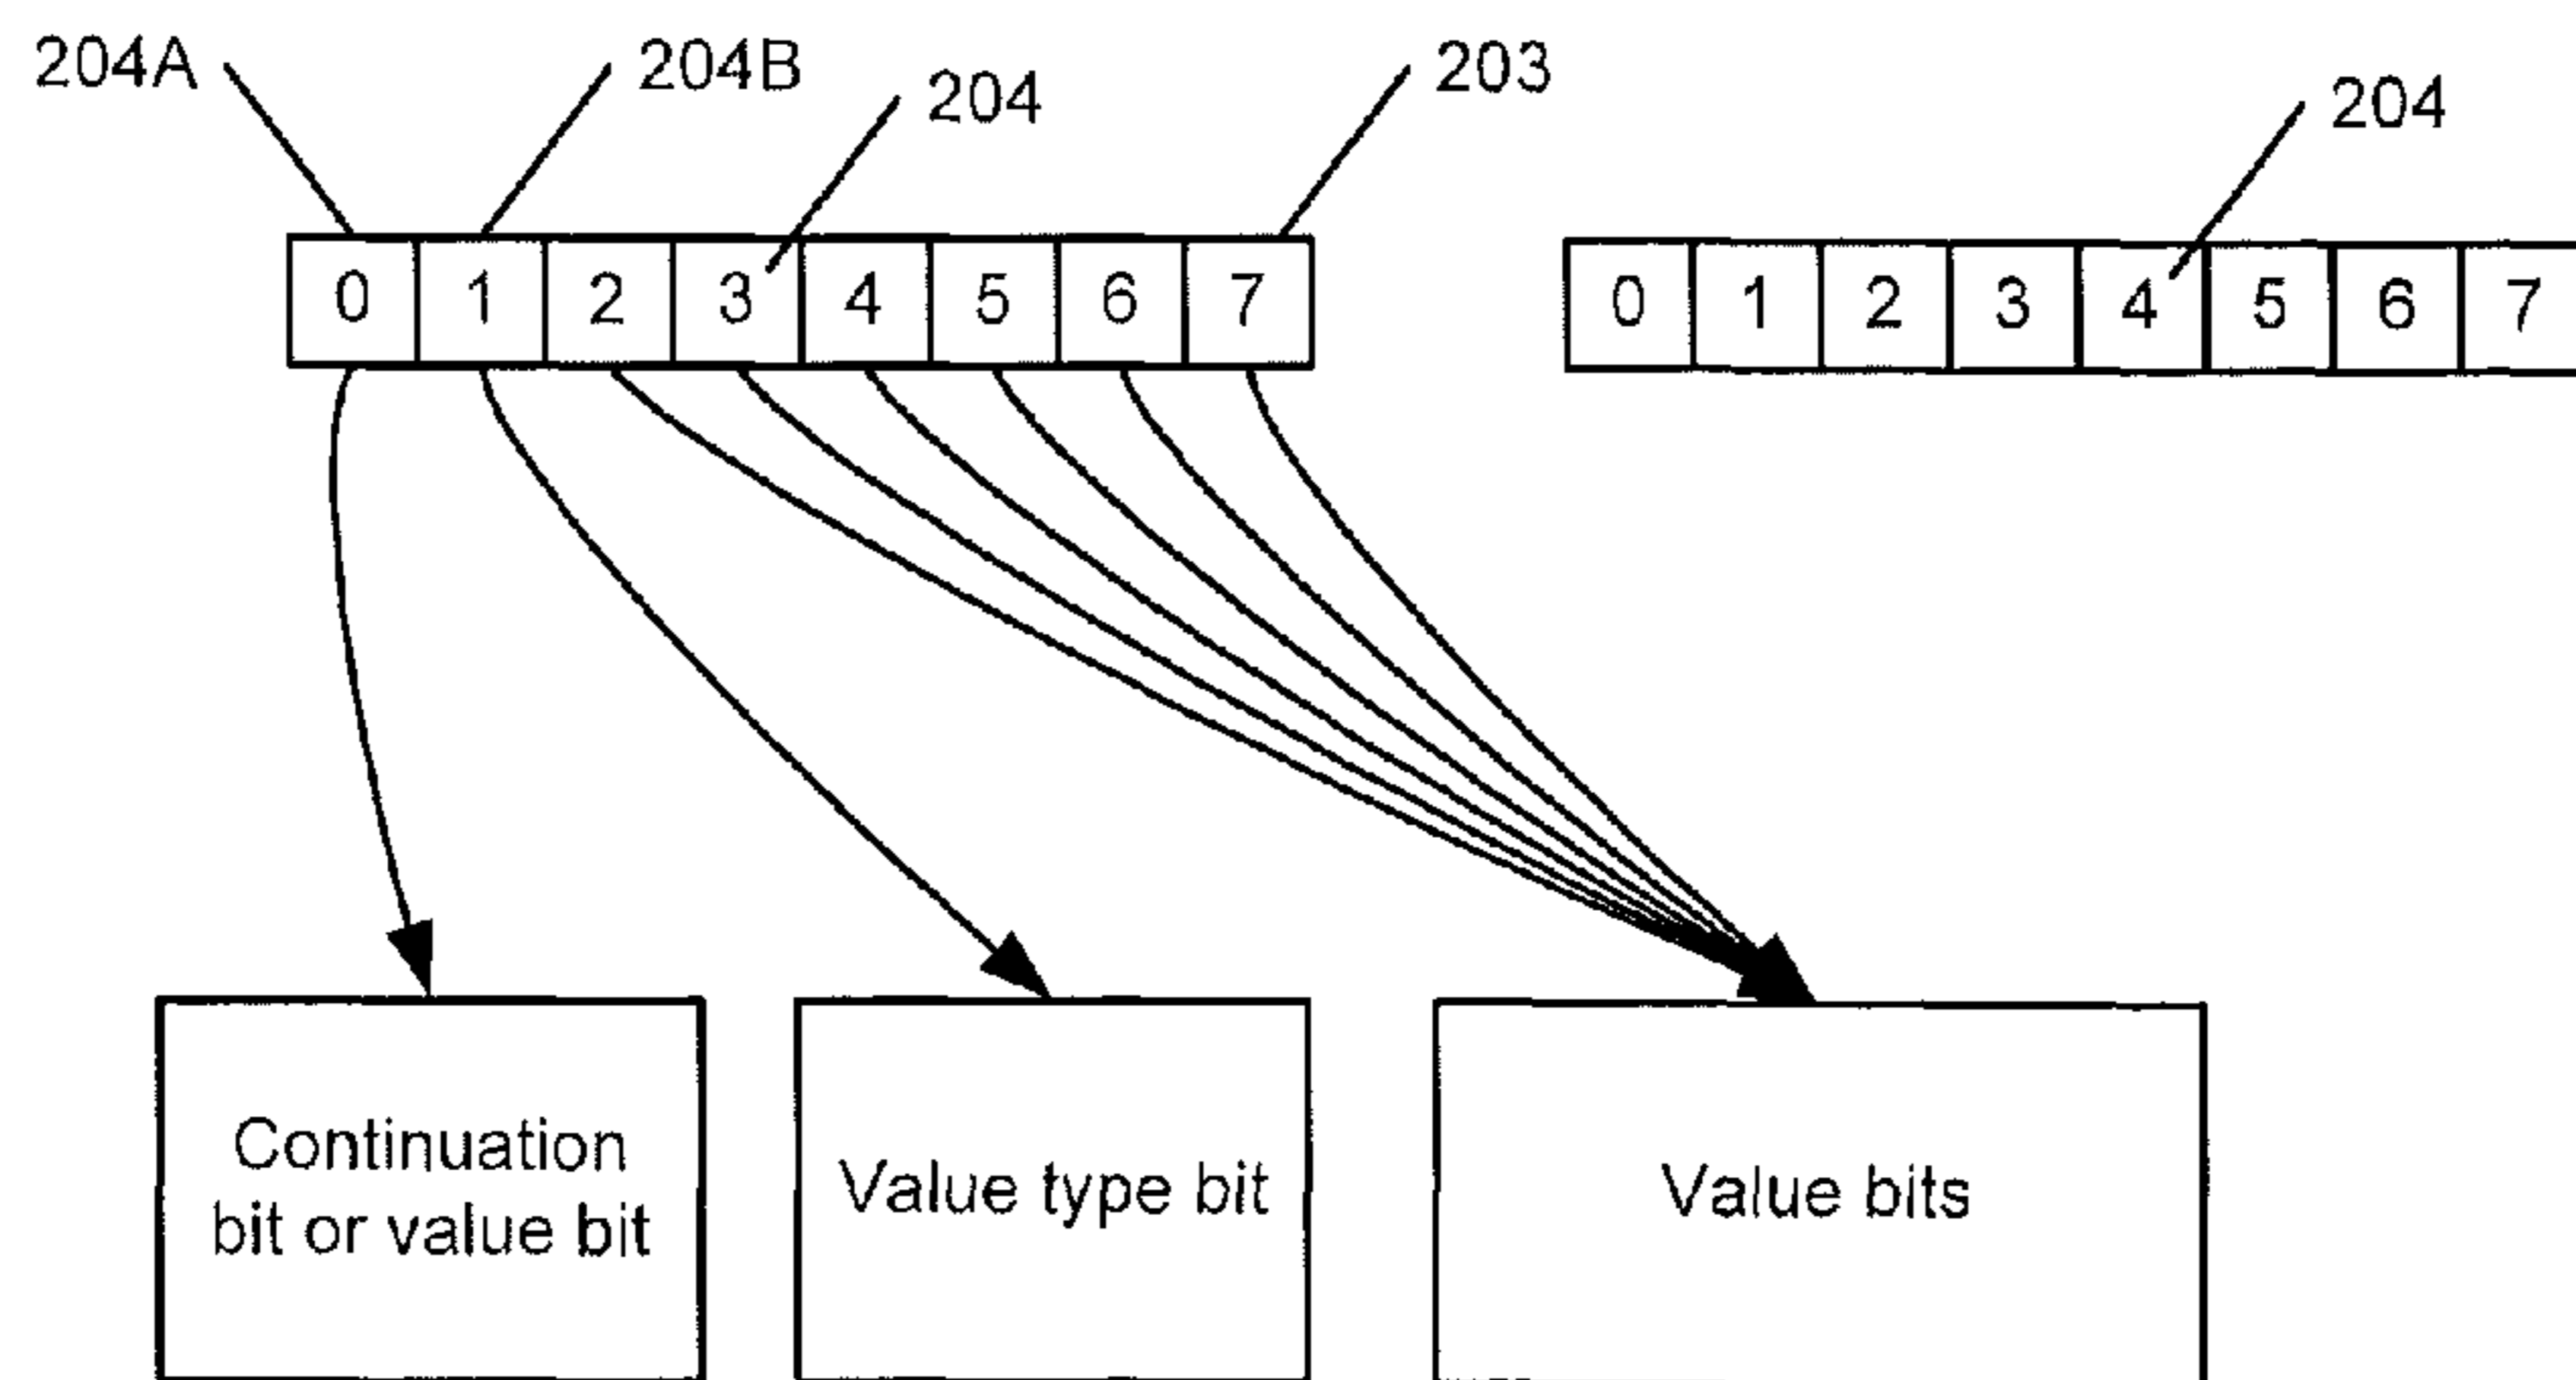 204A 204B 204 203 204
0 1 2 3 4 5 6 7 0 1 2 3 4 5 6 7
Continuation
bit or value bit
Value type bit
Value bits